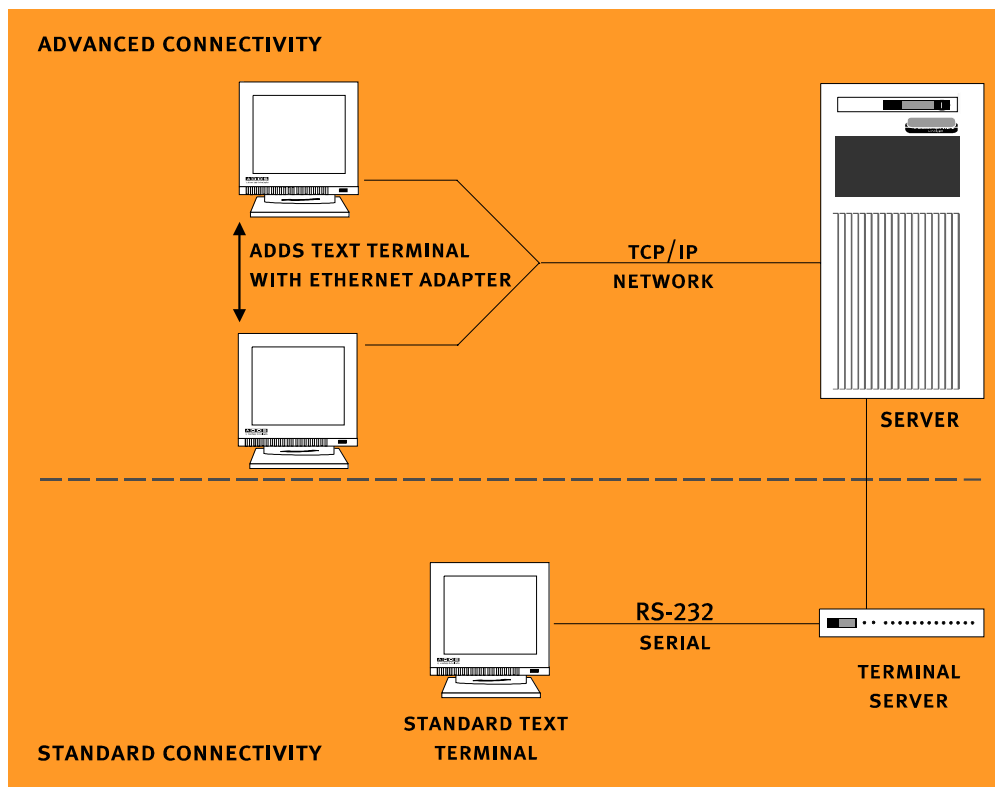 ADVANCED CONNECTIVITY
ADDS TEXT TERMINAL
WITH ETHERNET ADAPTER
TCP/IP
NETWORK
SERVER
RS-232
SERIAL
TERMINAL
SERVER
STANDARD TEXT
TERMINAL
STANDARD CONNECTIVITY